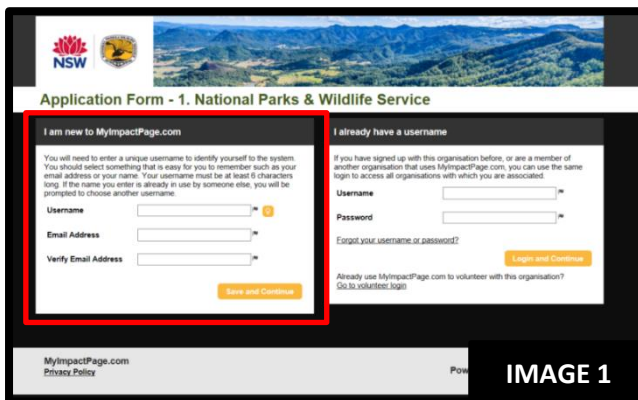 NSW
Application Form - 1. National Parks & Wildlife Service
I am new to MyImpactPage.com
You will need to enter a unique username to identify yourself to the system.
You should select something that is easy for you to remember such as your
email address or your name. Your username must be at least 6 characters
long. If the name you enter is already in use by someone else, you will be
prompted to choose another username.
Username
Email Address
Verify Email Address
Save and Continue
I already have a username
If you have signed up with this organisation before, or are a member of
another organisation that uses MyImpactPage.com, you can use the same
login to access all organisations with which you are associated.
Username
Password
Forgot your username or password?
Login and Continue
Already use MyImpactPage.com to volunteer with this organisation?
Go to volunteer login
MyImpactPage.com
Privacy Policy
IMAGE 1